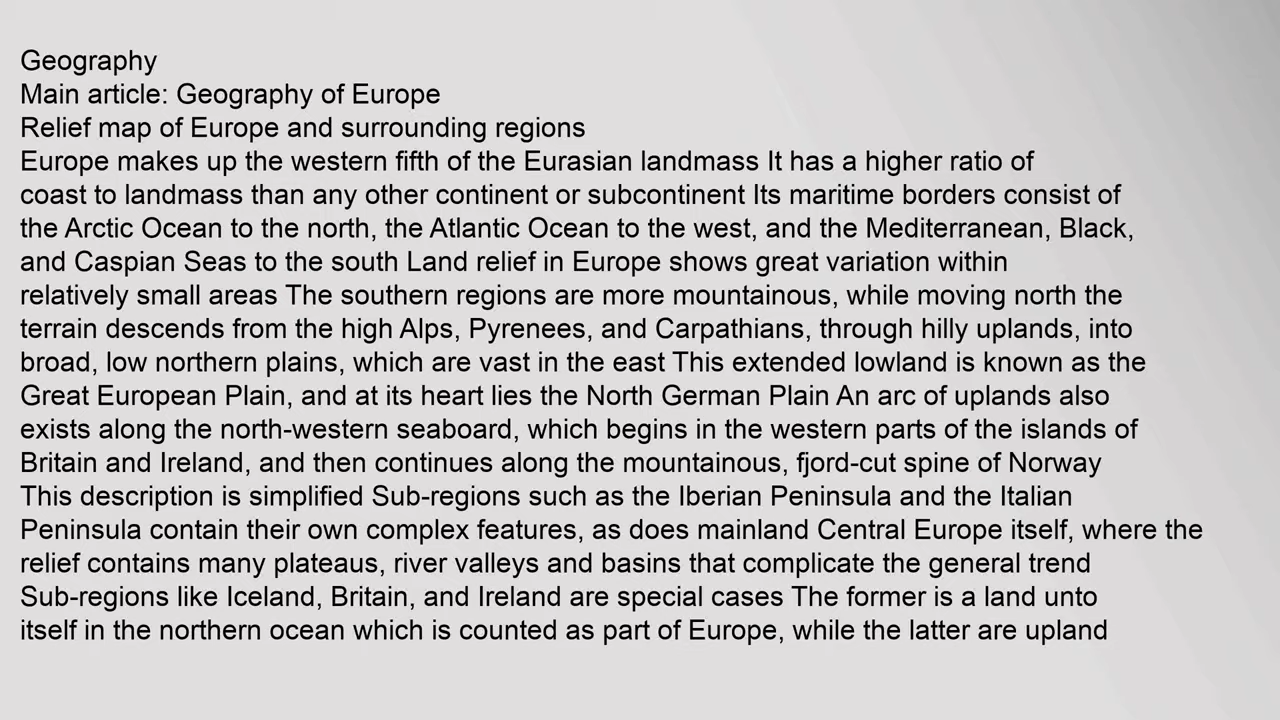 Geography
Main article: Geography of Europe
Relief map of Europe and surrounding regions
Europe makes up the western fifth of the Eurasian landmass It has a higher ratio of
coast to landmass than any other continent or subcontinent Its maritime borders consist of
the Arctic Ocean to the north, the Atlantic Ocean to the west, and the Mediterranean, Black,
and Caspian Seas to the south Land relief in Europe shows great variation within
relatively small areas The southern regions are more mountainous, while moving north the
terrain descends from the high Alps, Pyrenees, and Carpathians, through hilly uplands, into
broad, low northern plains, which are vast in the east This extended lowland is known as the
Great European Plain, and at its heart lies the North German Plain An arc of uplands also
exists along the north-western seaboard, which begins in the western parts of the islands of
Britain and Ireland, and then continues along the mountainous, fjord-cut spine of Norway
This description is simplified Sub-regions such as the Iberian Peninsula and the Italian
Peninsula contain their own complex features, as does mainland Central Europe itself, where the
relief contains many plateaus, river valleys and basins that complicate the general trend
Sub-regions like Iceland, Britain, and Ireland are special cases The former is a land unto
itself in the northern ocean which is counted as part of Europe, while the latter are upland